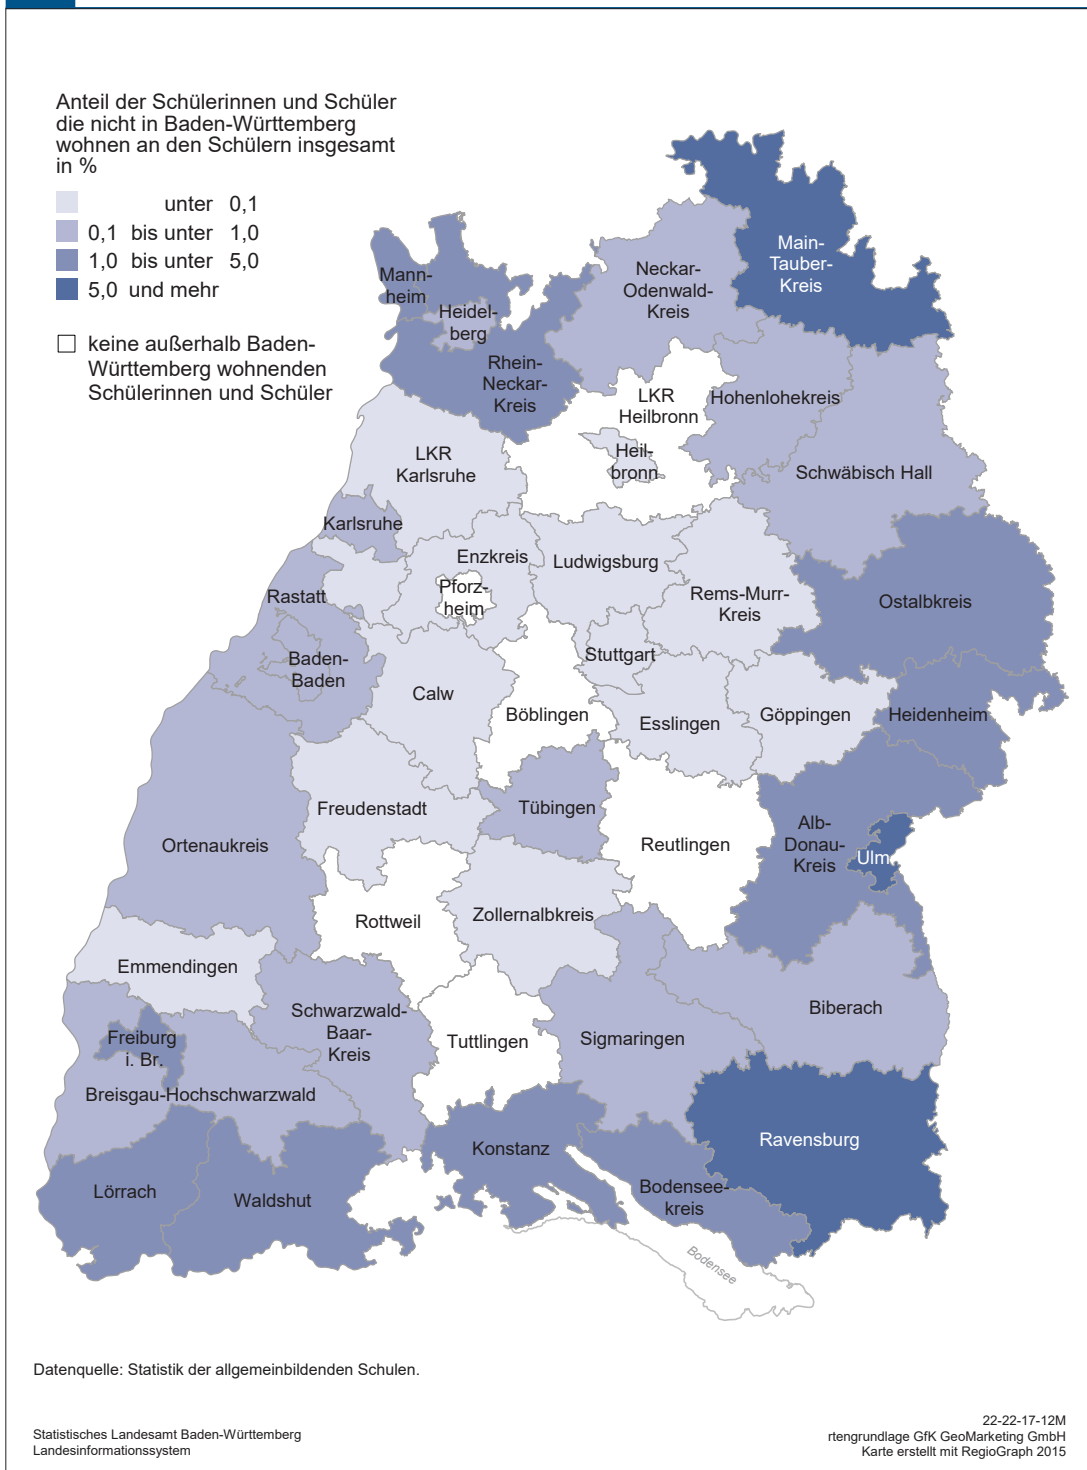 Anteil der Schülerinnen und Schüler
die nicht in Baden-Württemberg
wohnen an den Schülern insgesamt
in %
unter 0,1
0,1 bis unter 1,0
1,0 bis unter 5,0
5,0 und mehr
keine außerhalb Baden-
Württemberg wohnenden
Schülerinnen und Schüler
Main-
Tauber-
Kreis
Neckar-
Odenwald-
Kreis
Mann-
heim
Heidel-
berg
Rhein-
Neckar-
Kreis
LKR
Heilbronn
Hohenlohekreis
Heil-
bronn
LKR
Karlsruhe
Schwäbisch Hall
Karlsruhe
Enzkreis
Ludwigsburg
Pforz-
heim
Rems-Murr-
Kreis
Ostalbkreis
Rastatt
Baden-
Baden
Stuttgart
Calw
Böblingen
Esslingen
Göppingen
Heidenheim
Freudenstadt
Tübingen
Ortenaukreis
Reutlingen
Alb-
Donau-
Kreis
Ulm
Rottweil
Zollernalbkreis
Emmendingen
Schwarzwald-
Baar-
Kreis
Biberach
Freiburg
i. Br.
Tuttlingen
Sigmaringen
Breisgau-Hochschwarzwald
Konstanz
Ravensburg
Lörrach
Waldshut
Bodensee-
kreis
Bodensee
Datenquelle: Statistik der allgemeinbildenden Schulen.
Statistisches Landesamt Baden-Württemberg
Landesinformationssystem
22-22-17-12M
rtengrundlage GfK GeoMarketing GmbH
Karte erstellt mit RegioGraph 2015